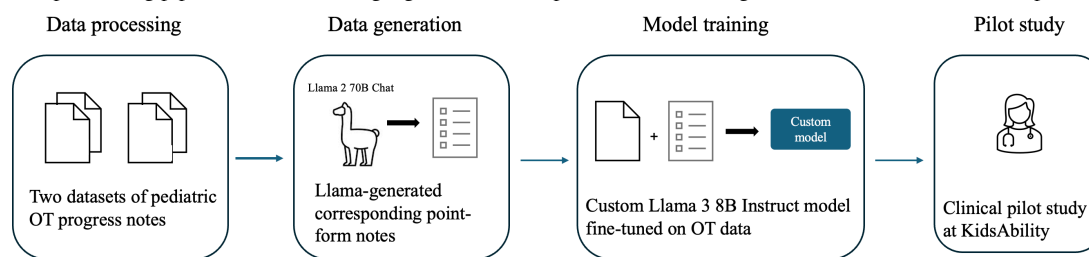 Data processing
Data generation
Model training
Pilot study
Llama 2 70B Chat
+
Custom
model
Two datasets of pediatric
OT progress notes
Llama-generated
corresponding point-
form notes
Custom Llama 3 8B Instruct model
fine-tuned on OT data
Clinical pilot study
at KidsAbility